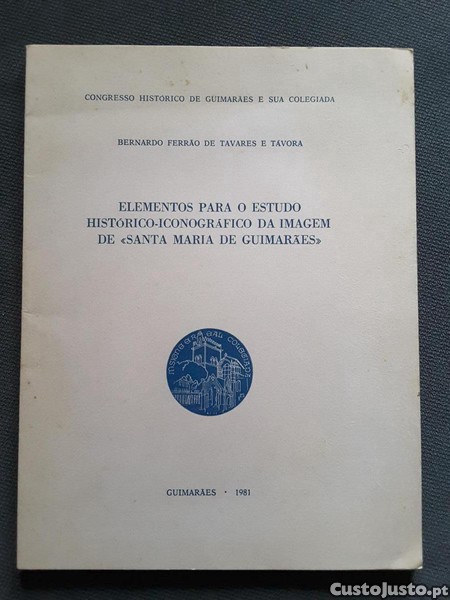 CONGRESSO HISTÓRICO DE GUIMARÃES E SUA COLEGIADA
BERNARDO FERRÃO DE TAVARES E TÁVORA
ELEMENTOS PARA O ESTUDO
HISTÓRICO-ICONOGRÁFICO DA IMAGEM
DE «SANTA MARIA DE GUIMARÃES»
GUIMARÃES • 1981
CustoJusto.pt